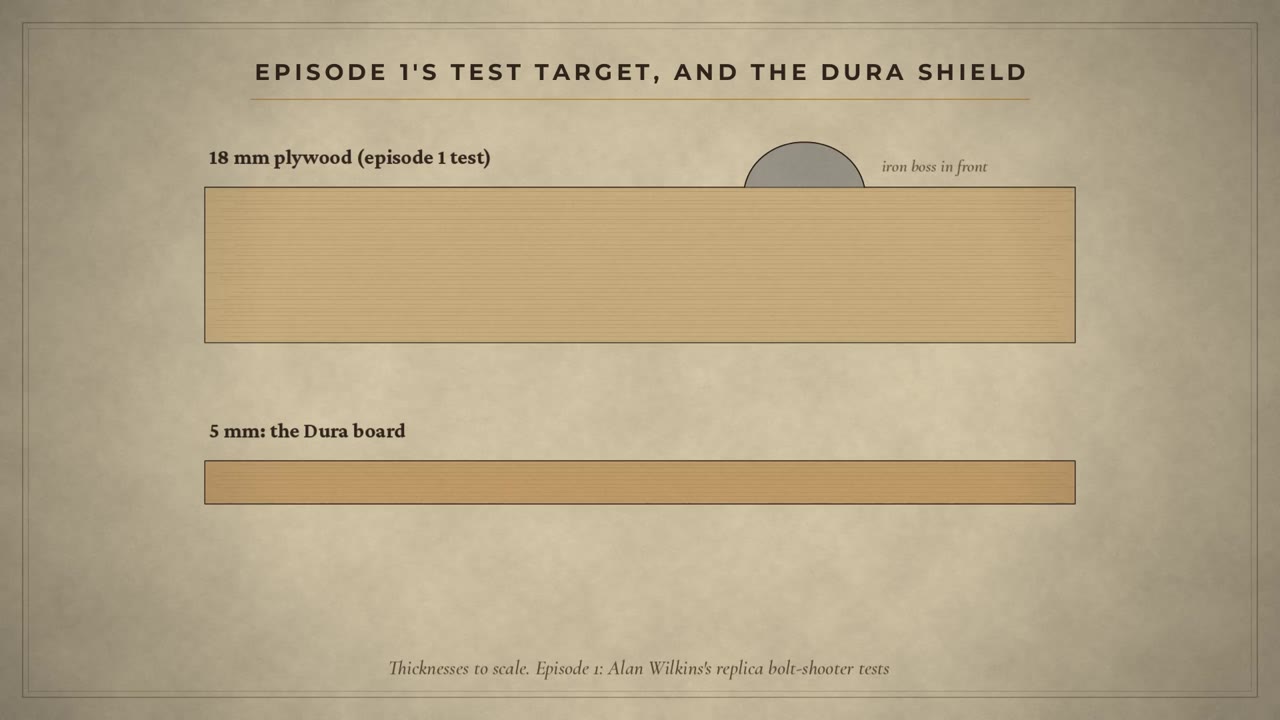 EPISODE 1'S TEST TARGET, AND THE DURA SHIELD
18 mm plywood (episode 1 test)
iron boss in front
5 mm: the Dura board
Thicknesses to scale. Episode 1: Alan Wilkins's replica bolt-shooter tests